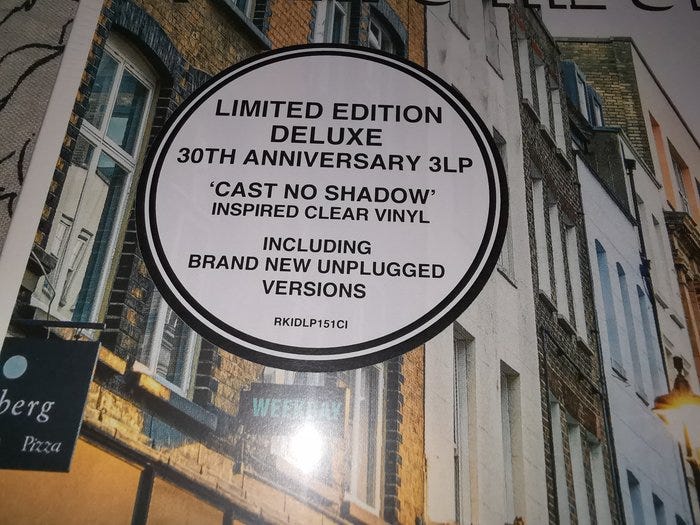 LIMITED EDITION
DELUXE
30TH ANNIVERSARY 3LP
'CAST NO SHADOW'
INSPIRED CLEAR VINYL
INCLUDING
BRAND NEW UNPLUGGED
VERSIONS
RKIDLP151CI
WEEKDAY
berg
Pizza